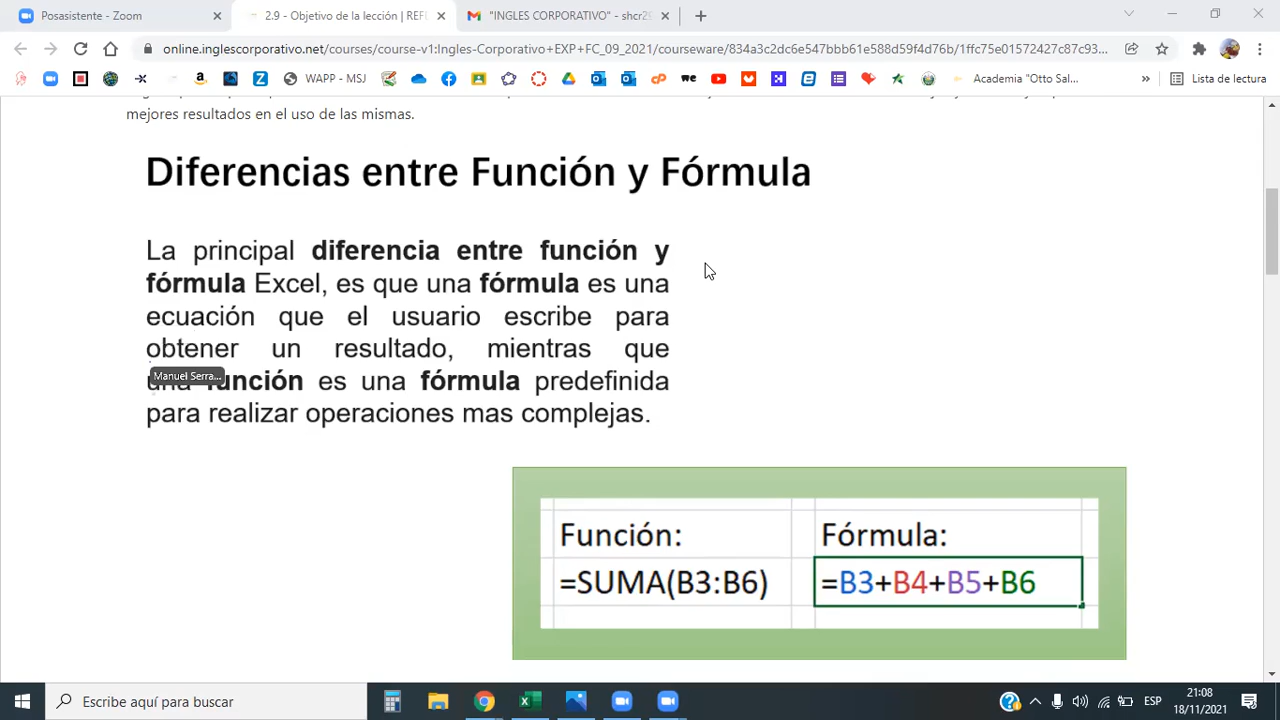 Posasistente - Zoom
2.9 - Objetivo de la lección | REFI
"INGLES CORPORATIVO" - shcr29
online.inglescorporativo.net/courses/course-v1:Ingles-Corporativo+EXP+FC_09_2021/courseware/834a3c2dc6e547bbb61e588d59f4d76b/1ffc75e01572427c87c93...
WAPP - MSJ
Academia "Otto Sal...
Lista de lectura
mejores resultados en el uso de las mismas.
Diferencias entre Función y Fórmula
La principal diferencia entre función y
fórmula Excel, es que una fórmula es una
ecuación que el usuario escribe para
obtener un resultado, mientras que
Manuel Serra...
una función es una fórmula predefinida
para realizar operaciones mas complejas.
Función:
Fórmula:
=SUMA(B3:B6)
=B3+B4+B5+B6
Escribe aquí para buscar
ESP
21:08
18/11/2021